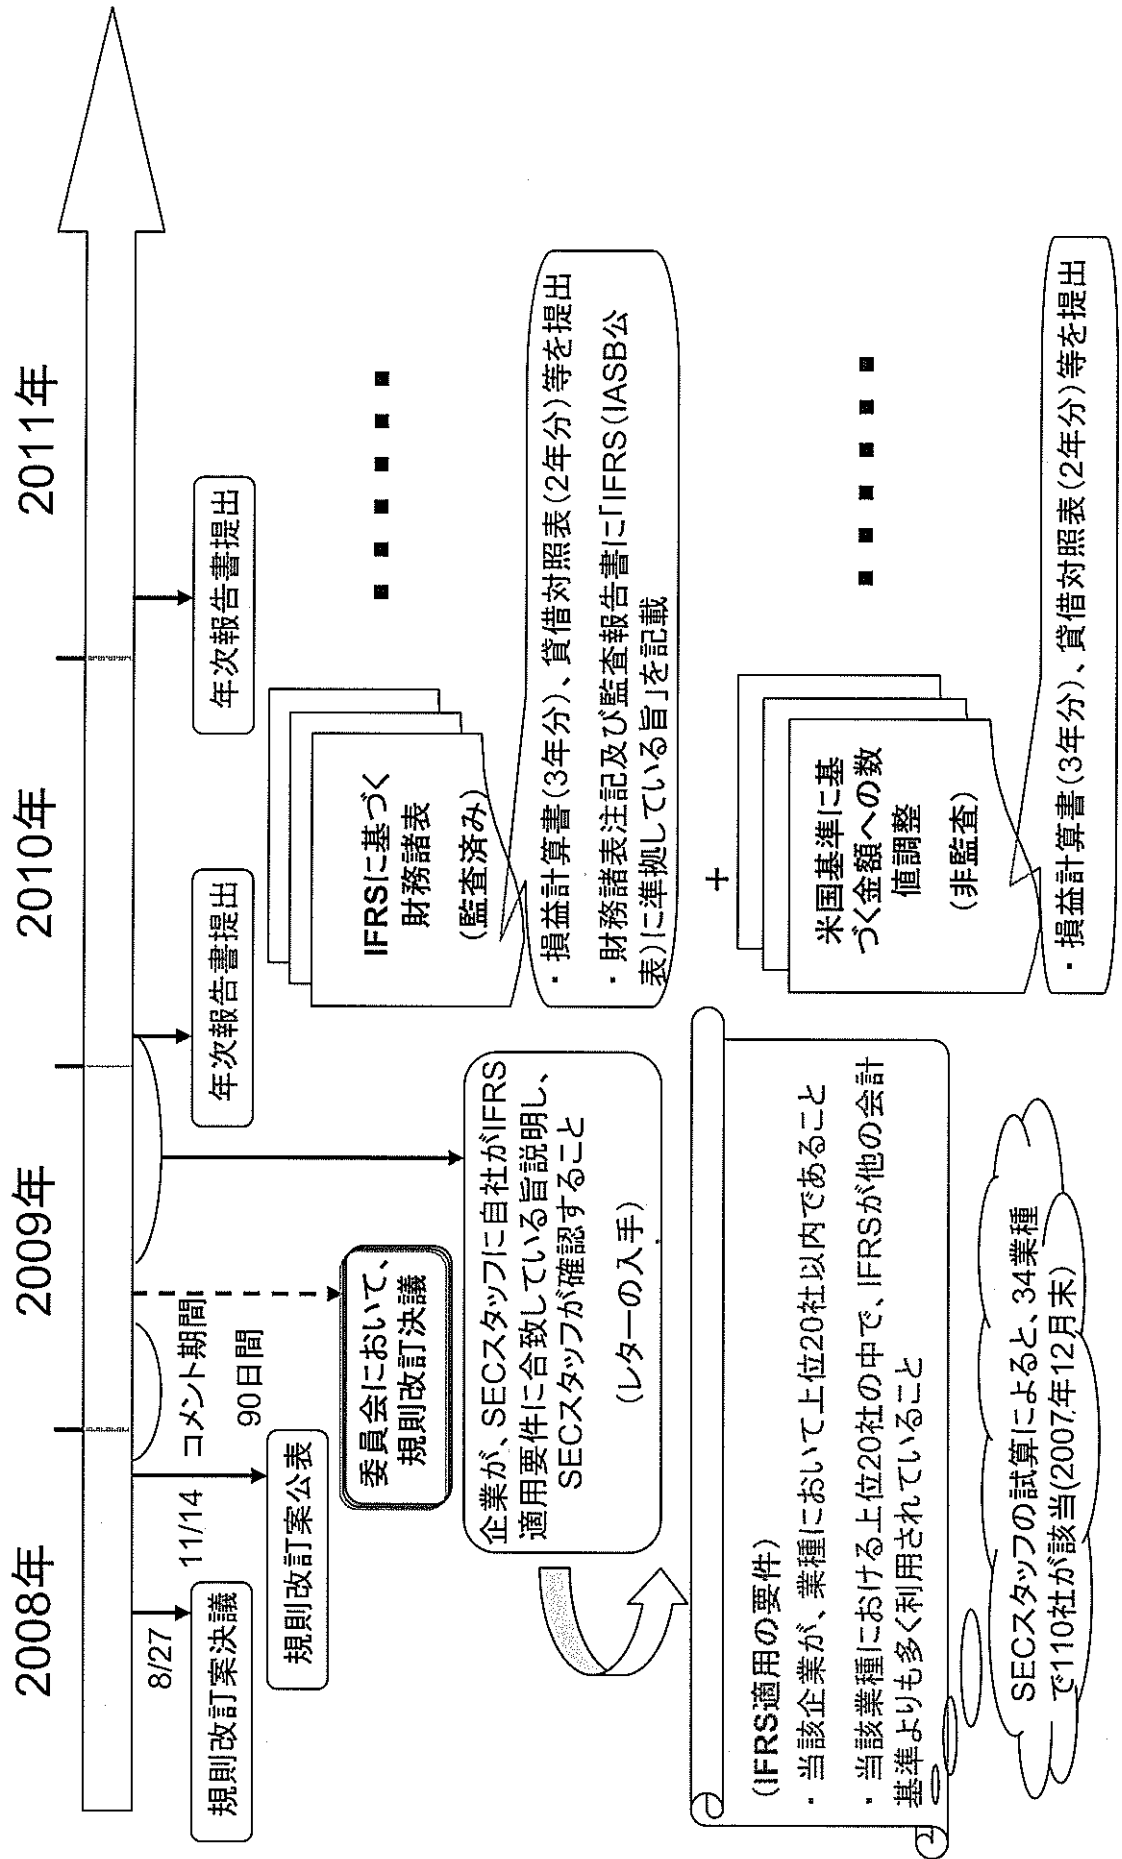 2008年
2009年
2010年
2011年
8/27
規則改訂案決議
11/14
規則改訂案公表
コメント期間
90日間
委員会において、
規則改訂決議
年次報告書提出
年次報告書提出
企業が、SECスタッフに自社がIFRS
適用要件に合致している旨説明し、
SECスタッフが確認すること
(レターの入手)
(IFRS適用の要件)
・当該企業が、業種において上位20社以内であること
・当該業種における上位20社の中で、IFRSが他の会計
基準よりも多く利用されていること
SECスタッフの試算によると、34業種
で110社が該当(2007年12月末)
IFRSに基づく
財務諸表
(監査済み)
・損益計算書(3年分)、貸借対照表(2年分)等を提出
・財務諸表注記及び監査報告書に「IFRS(IASB公
表)に準拠している旨」を記載
+
米国基準に基
づく金額への数
値調整
(非監査)
・損益計算書(3年分)、貸借対照表(2年分)等を提出